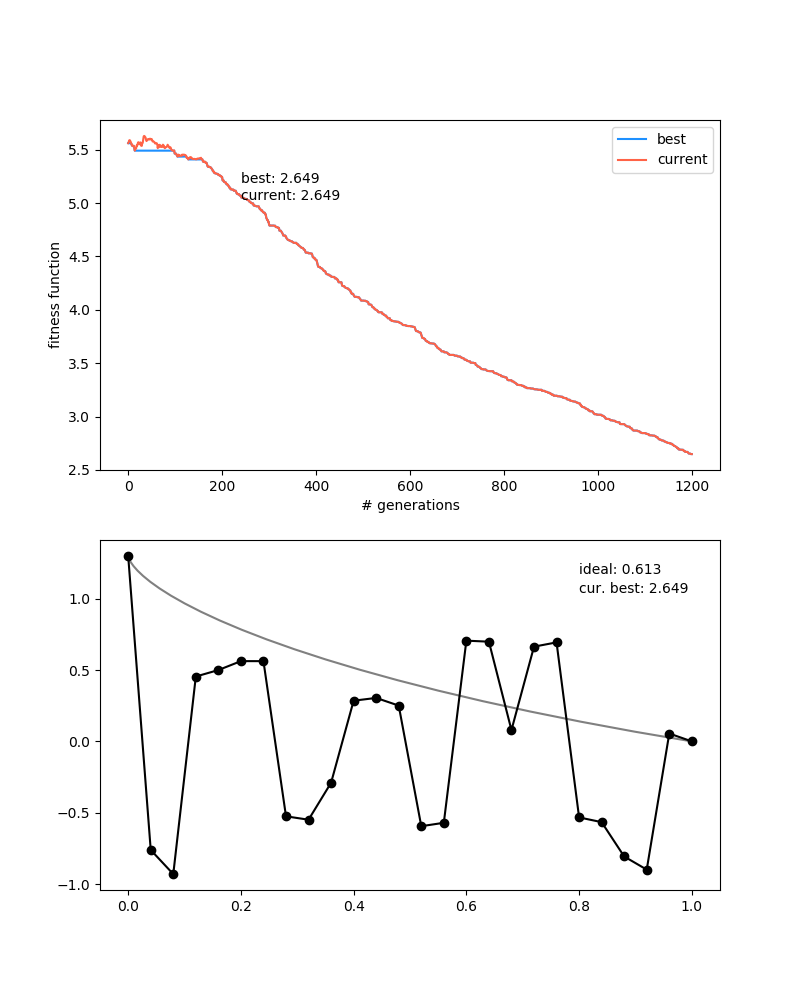 best
current
best: 2.649
current: 2.649
5.5
5.0
4.5
4.0
3.5
3.0
2.5
fitness function
0 200 400 600 800 1000 1200
# generations
ideal: 0.613
cur. best: 2.649
1.0
0.5
0.0
−0.5
−1.0
0.0 0.2 0.4 0.6 0.8 1.0